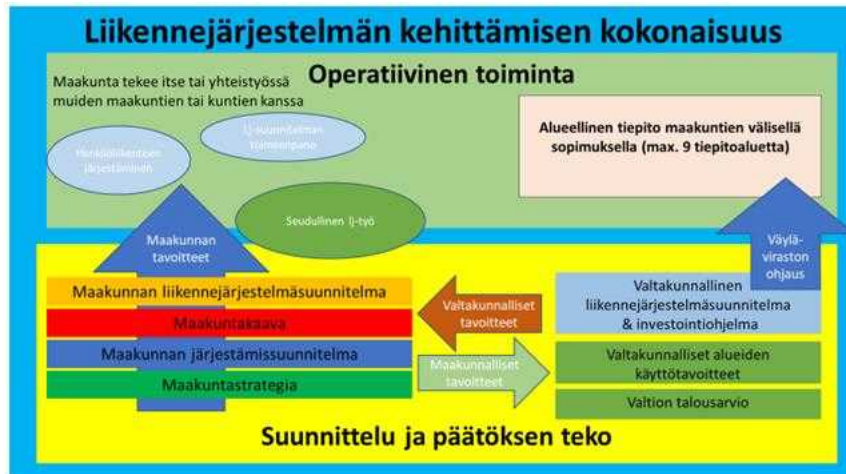 Liikennejärjestelmän kehittämisen kokonaisuus
Operatiivinen toiminta
Maakunta tekee itse tai yhteistyössä
muiden maakuntien tai kuntien kanssa
Lj-suunnitelman
toimeenpano
Henkilöliikenteen
järjestäminen
Alueellinen tiepito maakuntien välisellä
sopimuksella (max. 9 tiepitoaluetta)
Seudullinen lj-työ
Maakunnan
tavoitteet
Väylä-
viraston
ohjaus
Maakunnan liikennejärjestelmäsuunnitelma
Maakuntakaava
Maakunnan järjestämissuunnitelma
Maakuntastrategia
Valtakunnalliset
tavoitteet
Maakunnalliset
tavoitteet
Valtakunnallinen
liikennejärjestelmäsuunnitelma
& investointiohjelma
Valtakunnalliset alueiden
käyttötavoitteet
Valtion talousarvio
Suunnittelu ja päätöksen teko